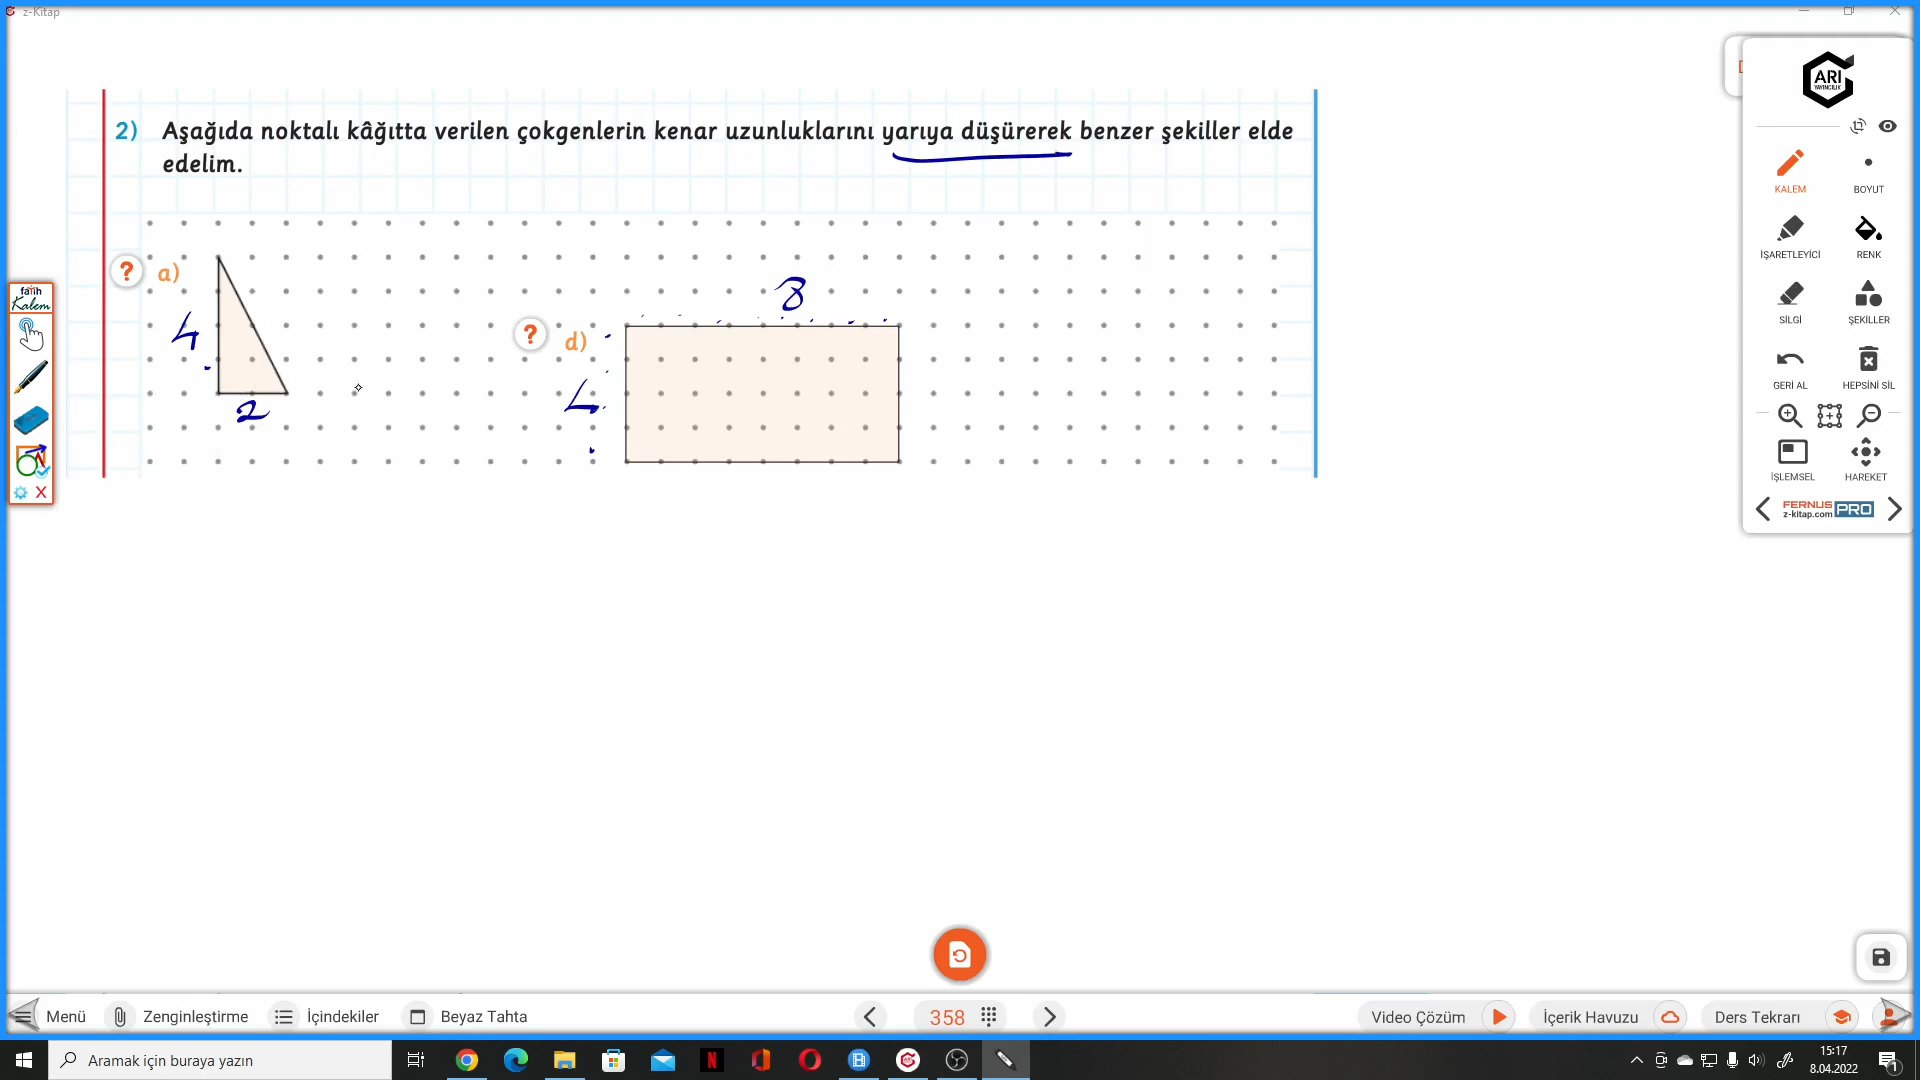 z-Kitap
ARI
YAYINCILIK
2) Aşağıda noktalı kâğıtta verilen çokgenlerin kenar uzunluklarını yarıya düşürerek benzer şekiller elde
edelim.
? a)
4
2
? d)
8
4
fatih
Kalem
KALEM
BOYUT
İŞARETLEYİCİ
RENK
SİLGİ
ŞEKİLLER
GERİ AL
HEPSİNİ SİL
İŞLEMSEL
HAREKET
FERNUS
z-kitap.com
PRO
Menü
Zenginleştirme
İçindekiler
Beyaz Tahta
358
Video Çözüm
İçerik Havuzu
Ders Tekrarı
Aramak için buraya yazın
15:17
8.04.2022
1